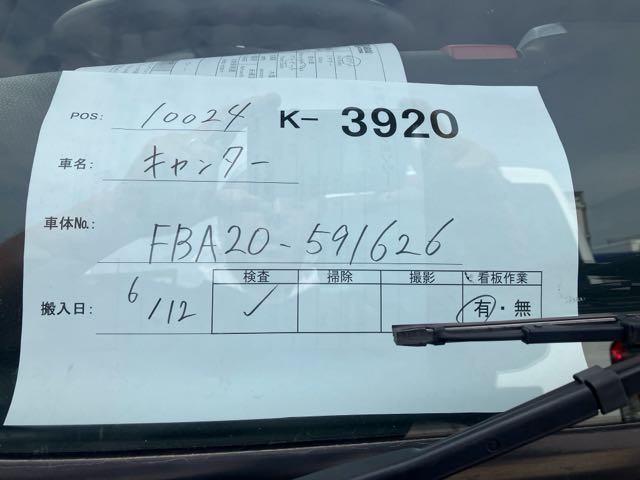 POS: 10024 K- 3920
車名: キャンター
車体No.: FBA20-591626
検査 掃除 撮影 看板作業
搬入日: 6/12 ✓ 有・無